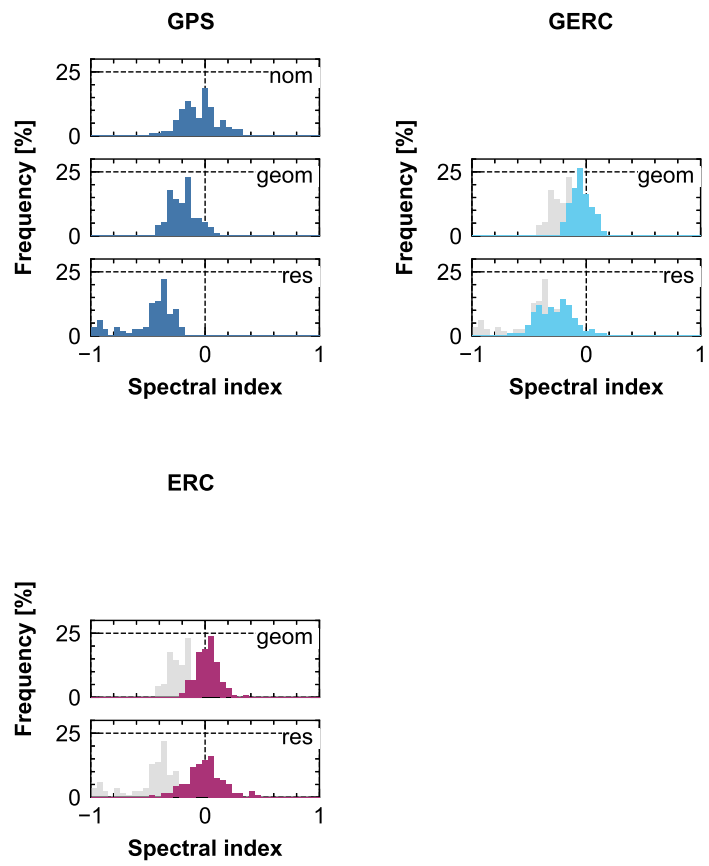 GPS
Frequency [%]
25
0
nom
25
0
geom
25
0
res
−1
0
1
Spectral index
GERC
Frequency [%]
25
0
geom
25
0
res
−1
0
1
Spectral index
ERC
Frequency [%]
25
0
geom
25
0
res
−1
0
1
Spectral index